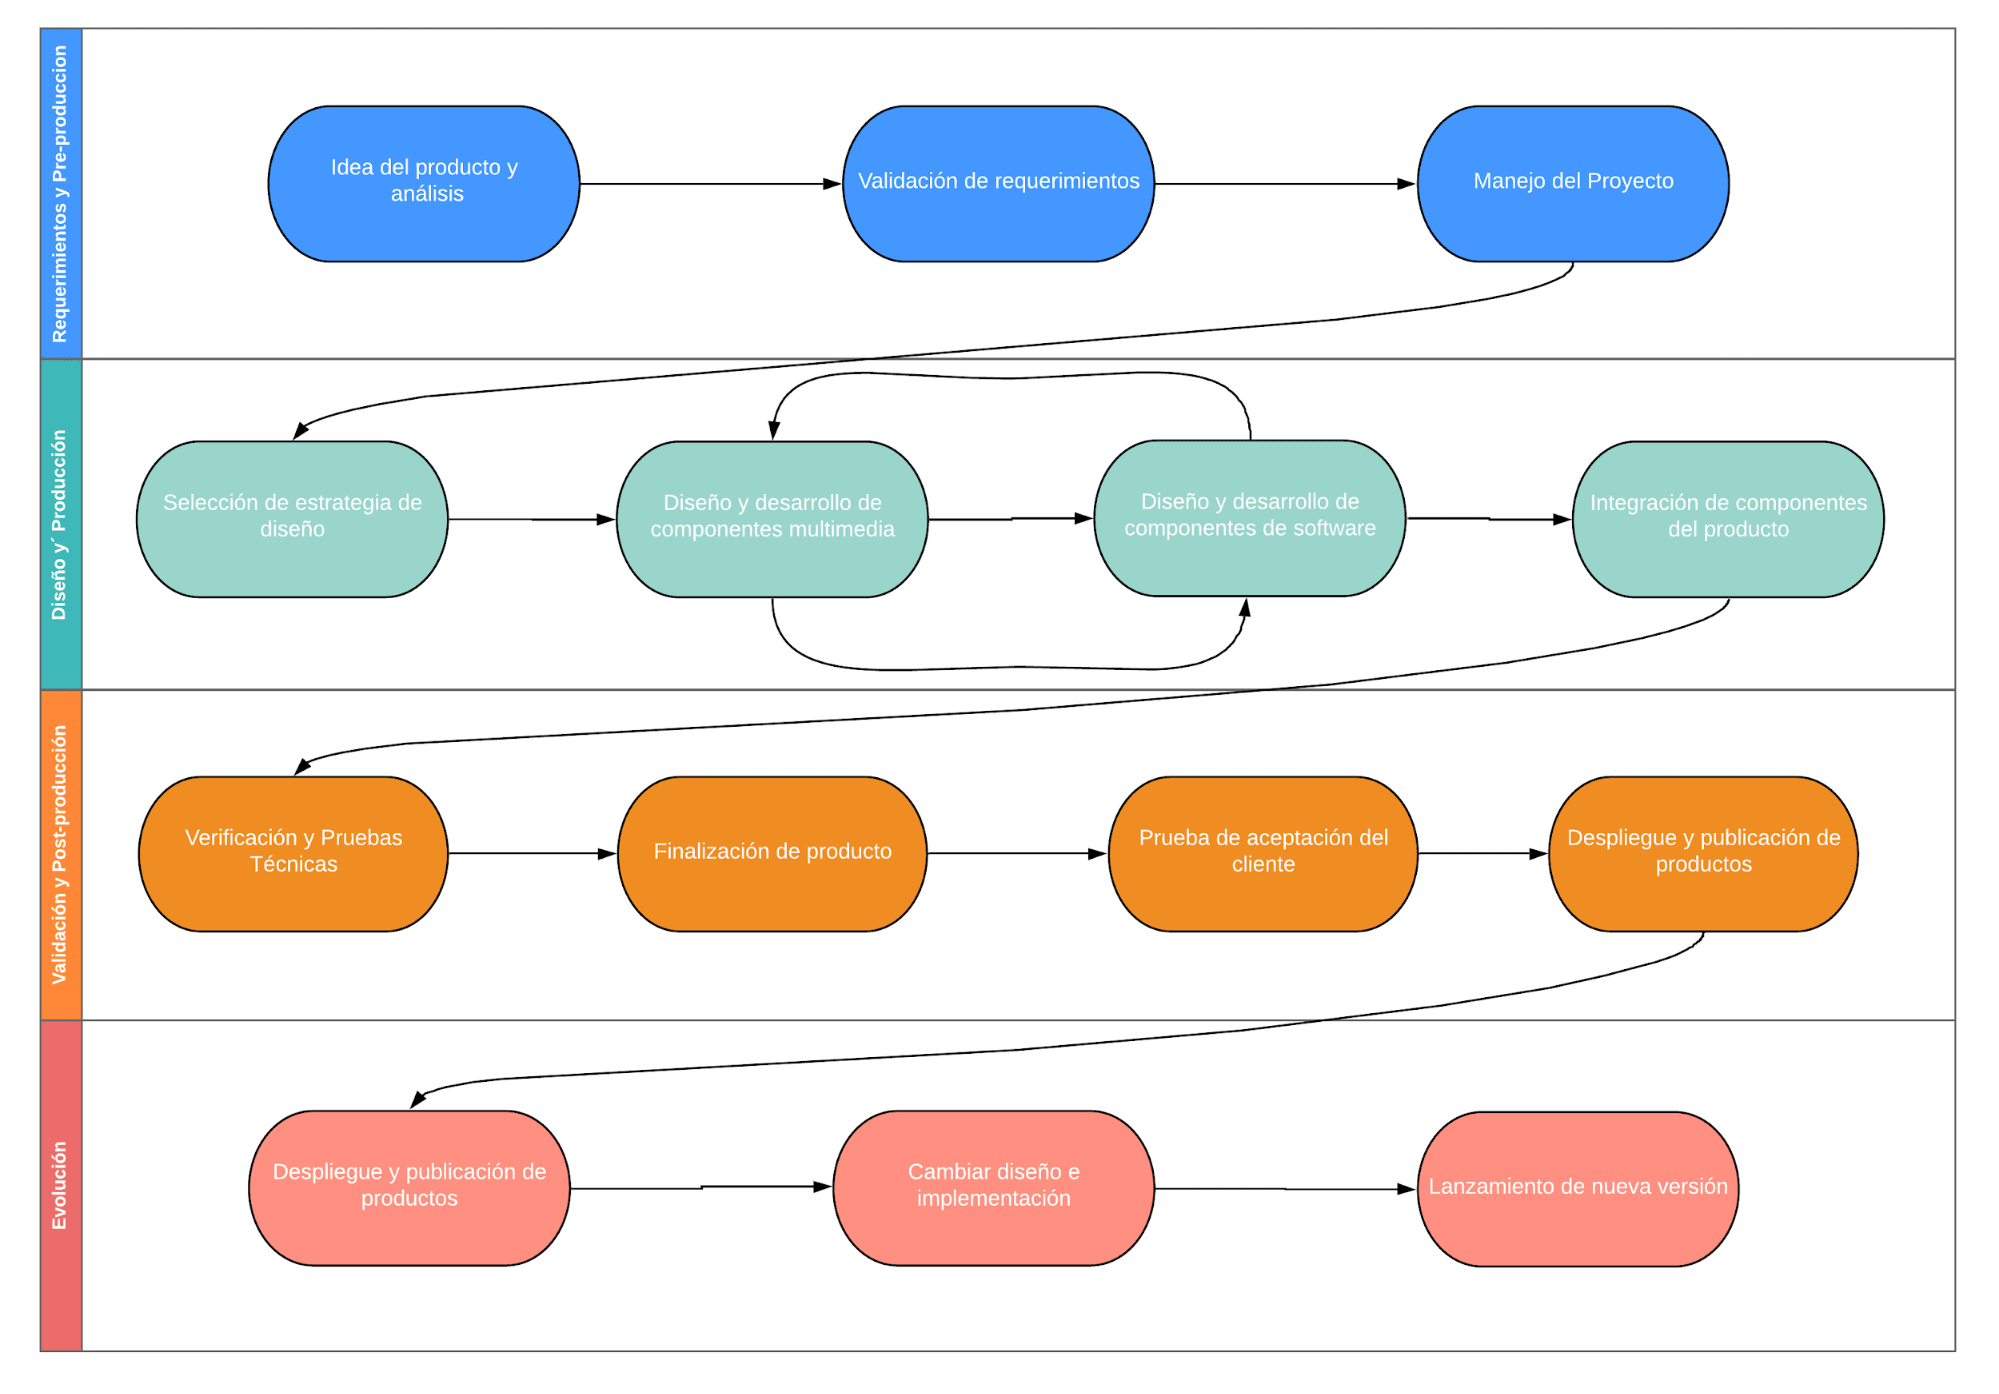 Requerimientos y Pre-produccion
Idea del producto y
análisis
Validación de requerimientos
Manejo del Proyecto
Diseño y´ Producción
Selección de estrategia de
diseño
Diseño y desarrollo de
componentes multimedia
Diseño y desarrollo de
componentes de software
Integración de componentes
del producto
Validación y Post-producción
Verificación y Pruebas
Técnicas
Finalización de producto
Prueba de aceptación del
cliente
Despliegue y publicación de
productos
Evolución
Despliegue y publicación de
productos
Cambiar diseño e
implementación
Lanzamiento de nueva versión